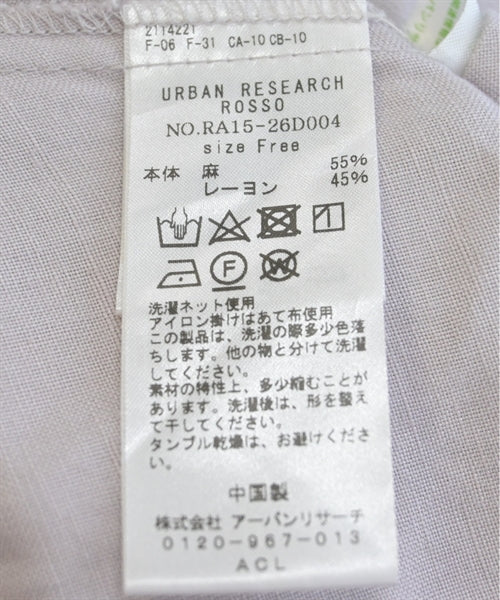 2114221
F-06 F-31 CA-10 CB-10
URBAN RESEARCH
ROSSO
NO.RA15-26D004
size Free
本体 麻 55%
レーヨン 45%
F W
洗濯ネット使用
アイロン掛けはあて布使用
この製品は、洗濯の際多少色落
ちします。他の物と分けて洗濯
してください。
素材の特性上、多少縮むことが
あります。洗濯後は、形を整え
て干してください。
タンブル乾燥は、お避けくださ
い。
中国製
株式会社 アーバンリサーチ
0120-967-013
ACL